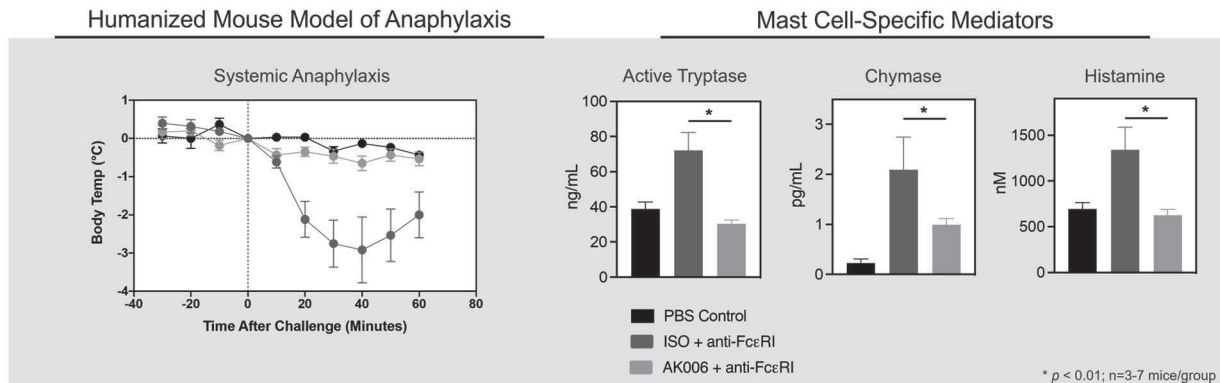 Humanized Mouse Model of Anaphylaxis
Mast Cell-Specific Mediators
Systemic Anaphylaxis
Body Temp (°C)
1
0
-1
-2
-3
-4
-40
-20
0
20
40
60
80
Time After Challenge (Minutes)
Active Tryptase
ng/mL
100
80
60
40
20
0
*
Chymase
pg/mL
3
2
1
0
*
Histamine
nM
1500
1000
500
0
*
PBS Control
ISO + anti-FcεRI
AK006 + anti-FcεRI
* p < 0.01; n=3-7 mice/group